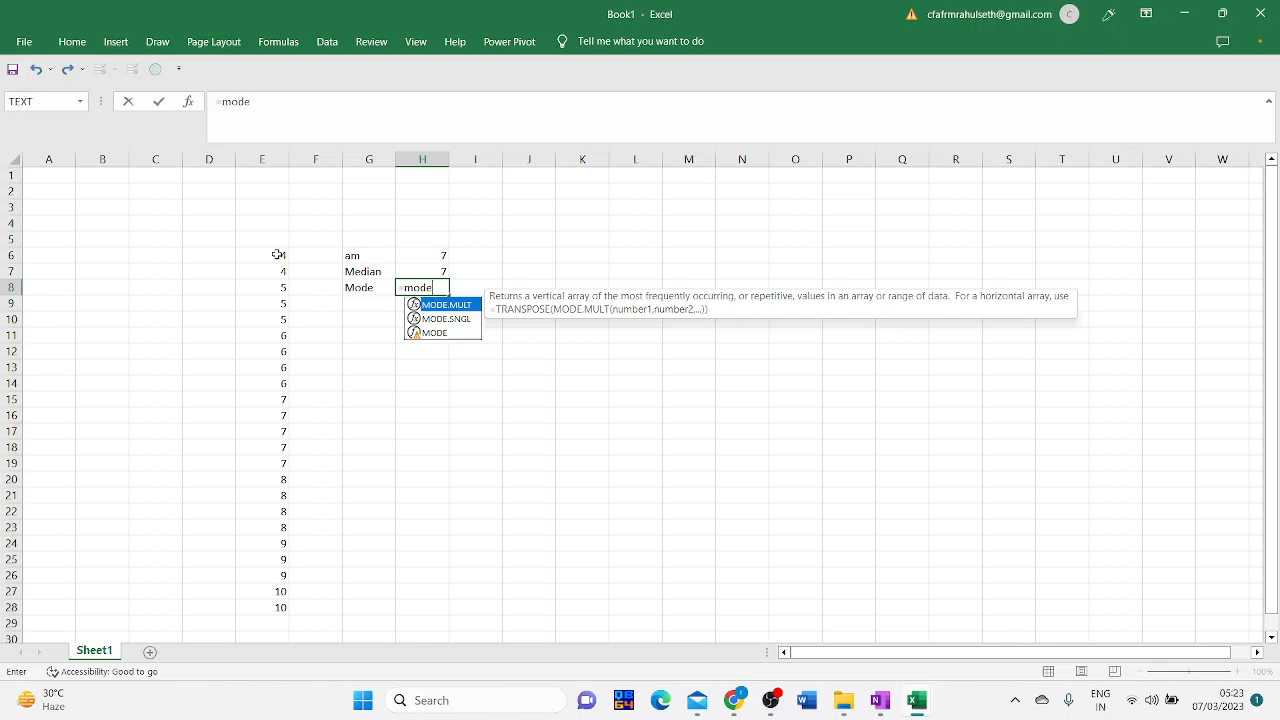 Book1 - Excel
cfafrmrahulseth@gmail.com
C
File Home Insert Draw Page Layout Formulas Data Review View Help Power Pivot Tell me what you want to do
TEXT
fx
=mode
A B C D E F G H I J K L M N O P Q R S T U V W
1
2
3
4
5
6 4 am 7
7 4 Median 7
8 5 Mode =mode
9 5
10 5
11 6
12 6
13 6
14 6
15 7
16 7
17 7
18 7
19 7
20 8
21 8
22 8
23 8
24 9
25 9
26 9
27 10
28 10
29
30
MODE.MULT
MODE.SNGL
MODE
Returns a vertical array of the most frequently occurring, or repetitive, values in an array or range of data. For a horizontal array, use
=TRANSPOSE(MODE.MULT(number1,number2,...))
Sheet1
Enter Accessibility: Good to go 100%
30°C
Haze
Search
QB
64
ENG
IN
05:23
07/03/2023
1